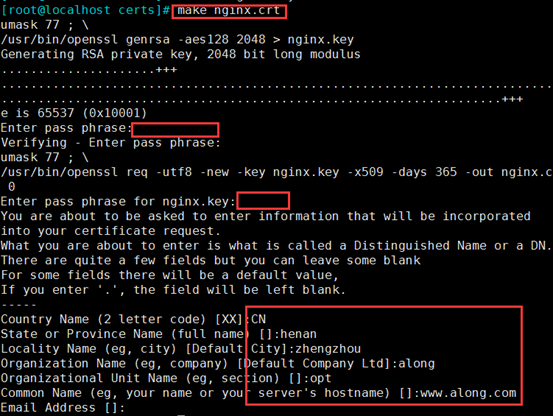 [root@localhost certs]# make nginx.crt
umask 77 ; \
/usr/bin/openssl genrsa -aes128 2048 > nginx.key
Generating RSA private key, 2048 bit long modulus
......................+++
..............................................................................
.......................................................................+++
e is 65537 (0x10001)
Enter pass phrase:
Verifying - Enter pass phrase:
umask 77 ; \
/usr/bin/openssl req -utf8 -new -key nginx.key -x509 -days 365 -out nginx.c
0
Enter pass phrase for nginx.key:
You are about to be asked to enter information that will be incorporated
into your certificate request.
What you are about to enter is what is called a Distinguished Name or a DN.
There are quite a few fields but you can leave some blank
For some fields there will be a default value,
If you enter '.', the field will be left blank.
-----
Country Name (2 letter code) [XX]:CN
State or Province Name (full name) []:henan
Locality Name (eg, city) [Default City]:zhengzhou
Organization Name (eg, company) [Default Company Ltd]:along
Organizational Unit Name (eg, section) []:opt
Common Name (eg, your name or your server's hostname) []:www.along.com
Email Address []: